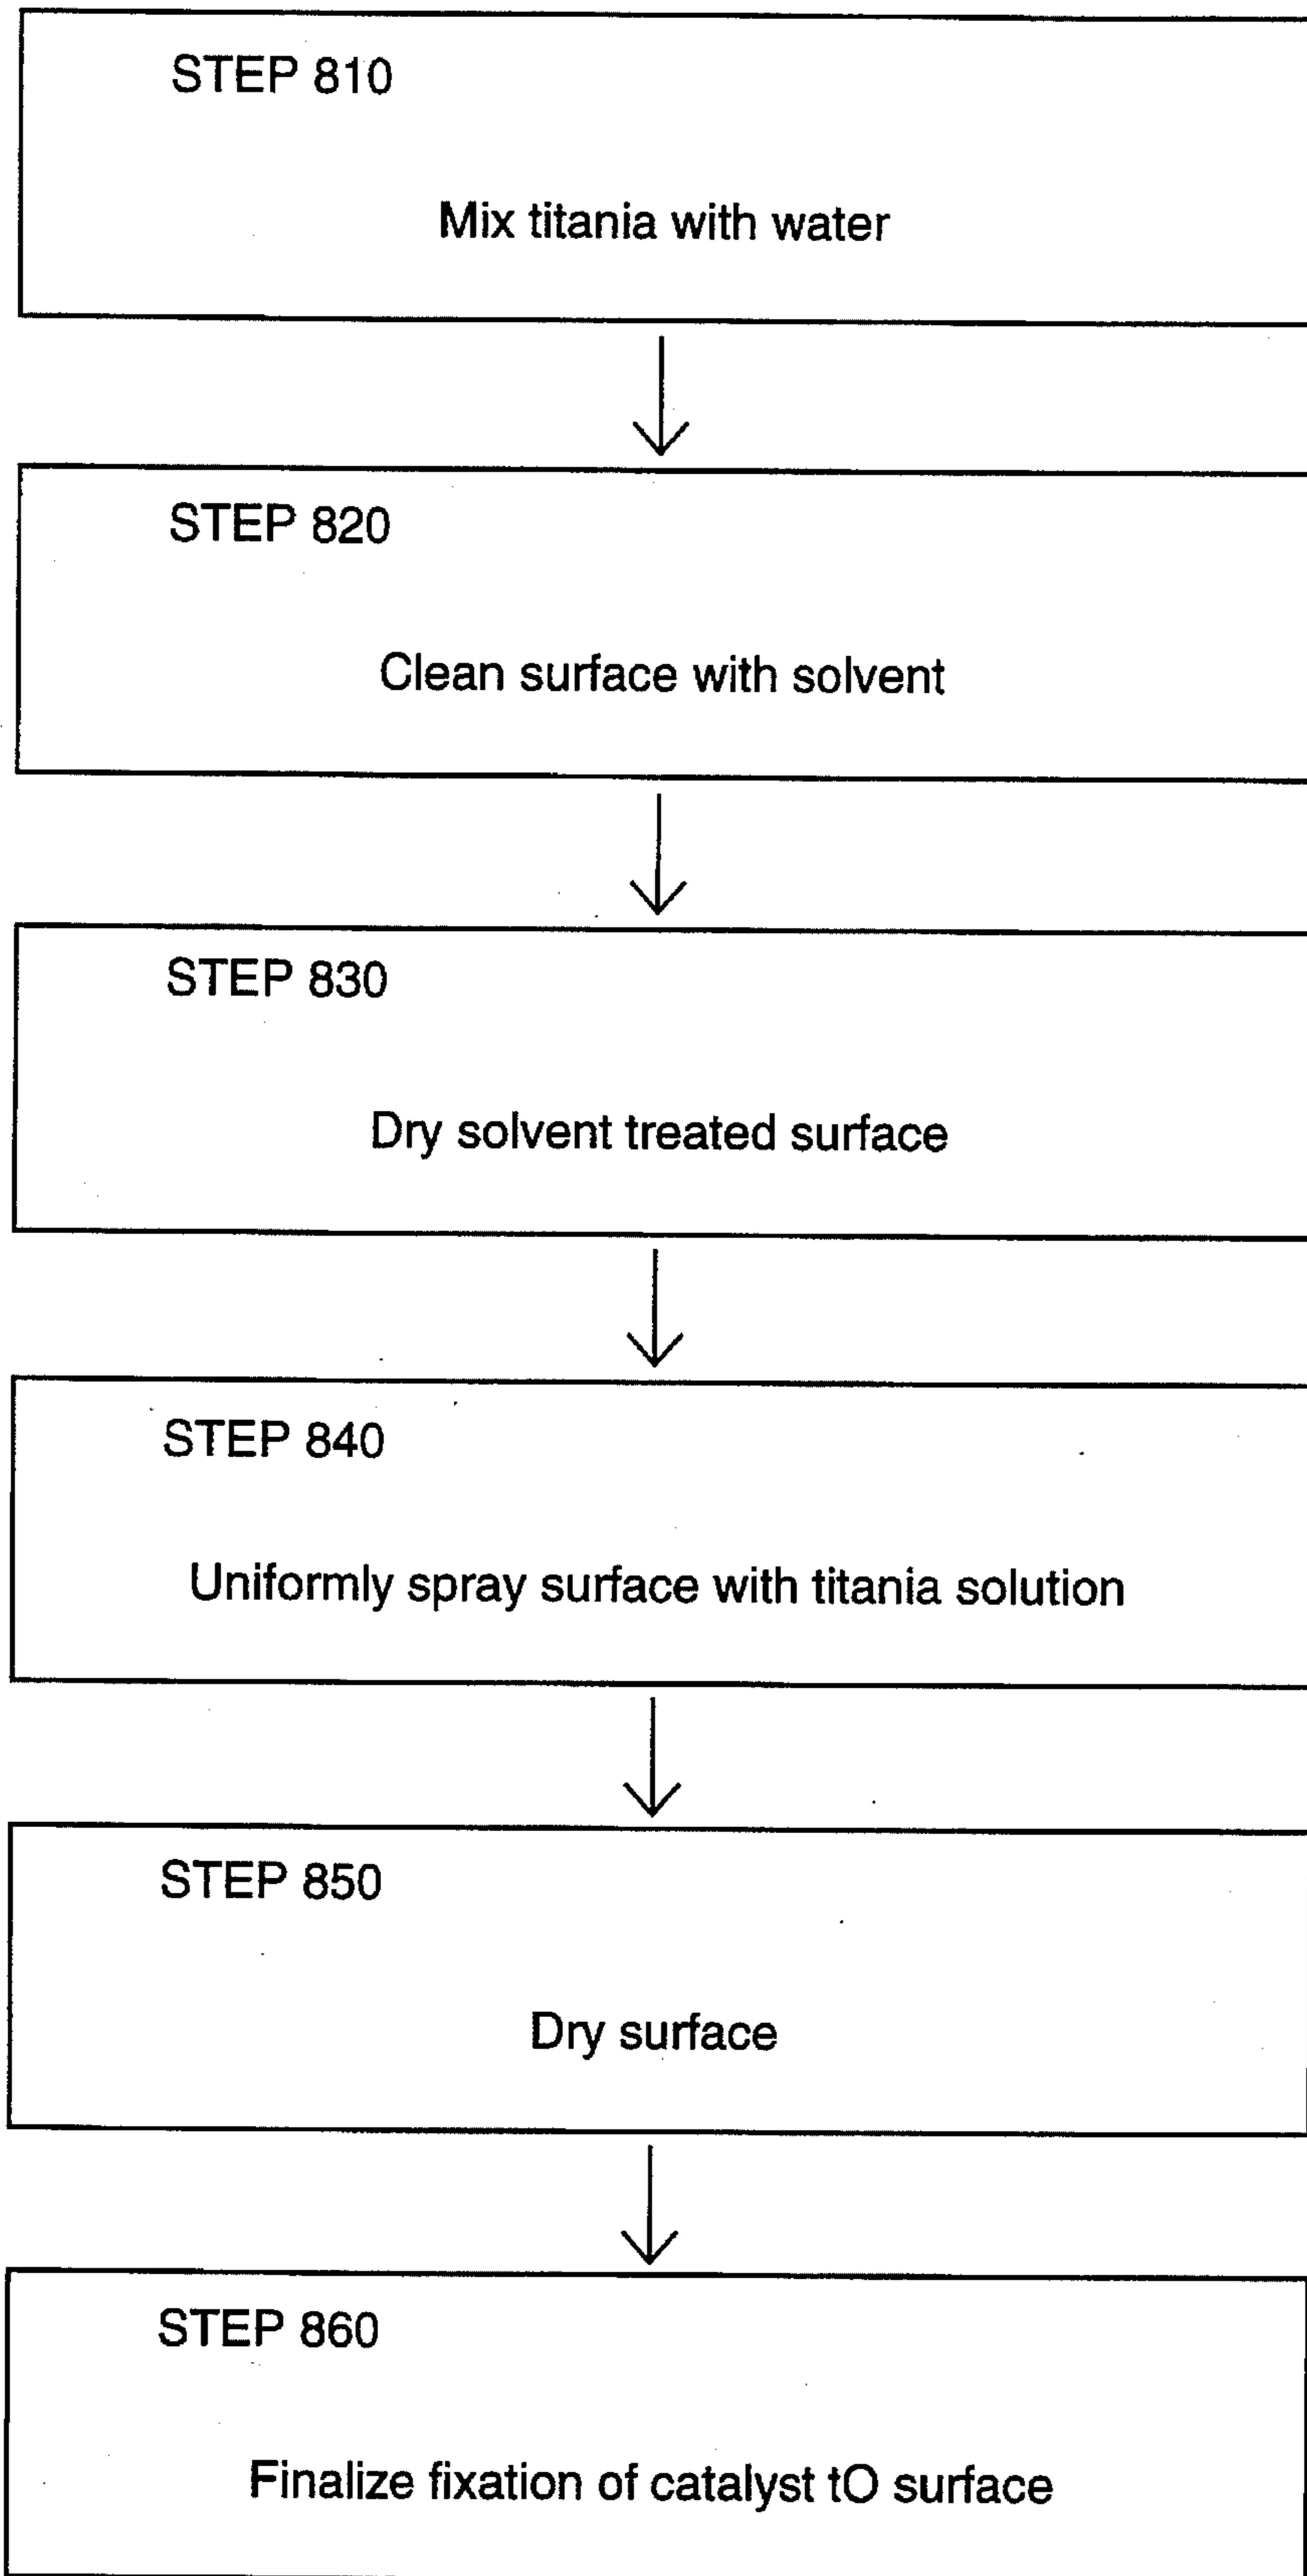 STEP 810
Mix titania with water
STEP 820
Clean surface with solvent
STEP 830
Dry solvent treated surface
STEP 840
Uniformly spray surface with titania solution
STEP 850
Dry surface
STEP 860
Finalize fixation of catalyst tO surface